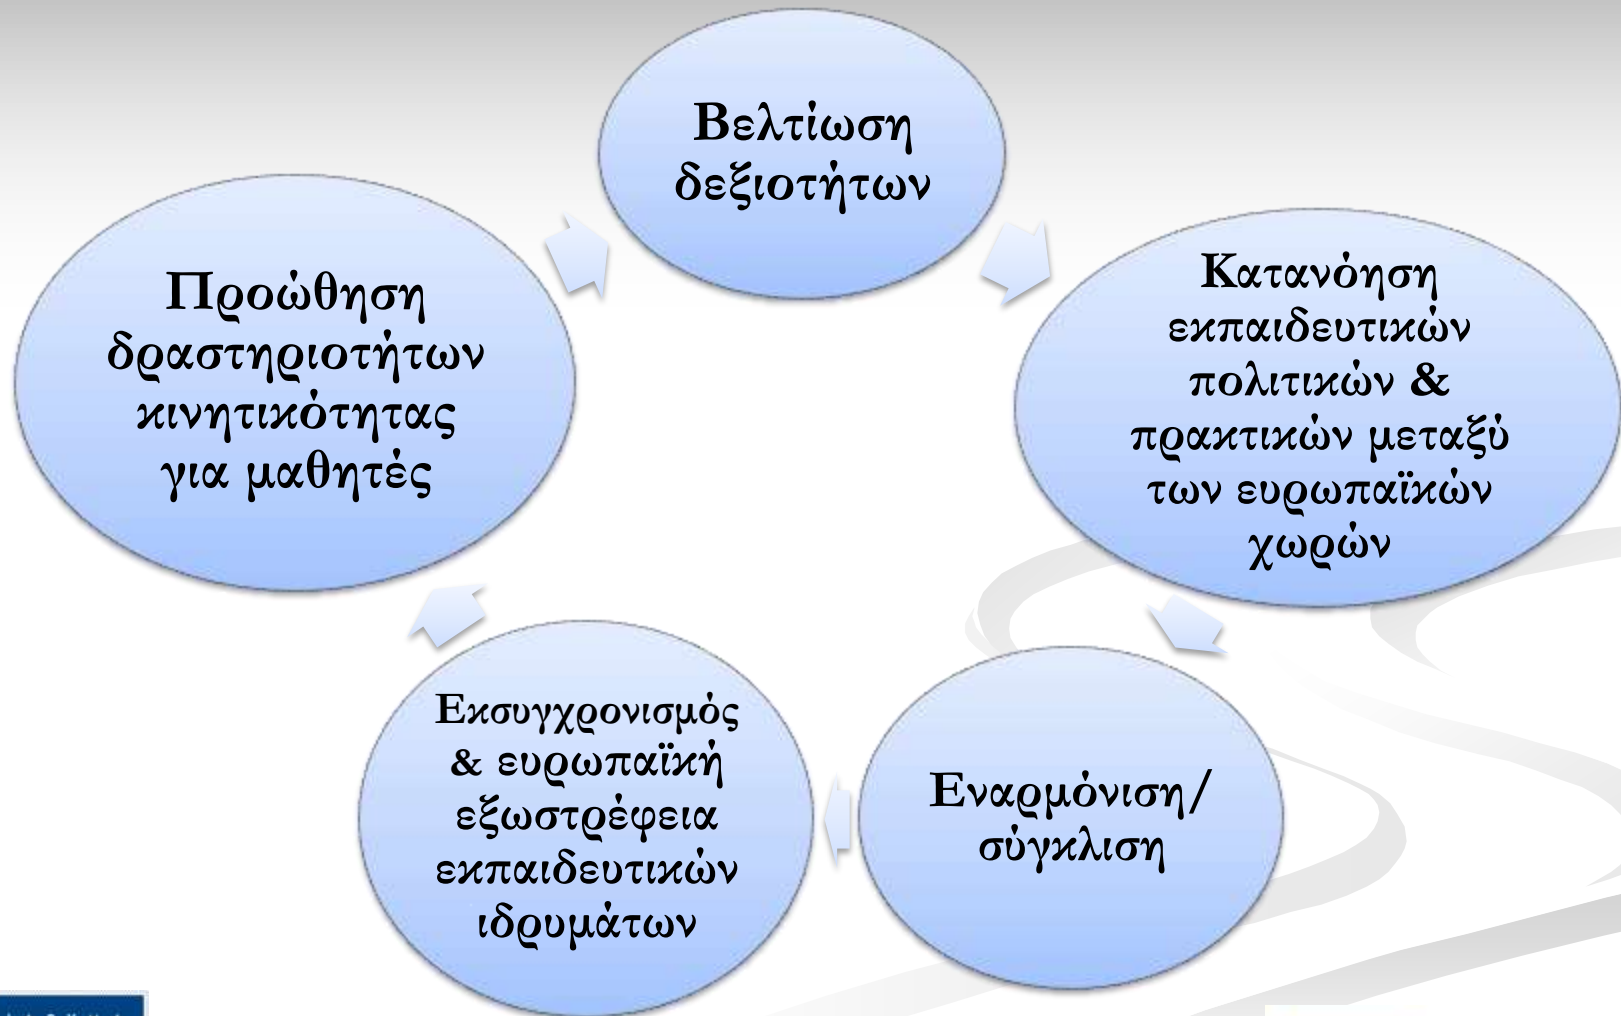 Βελτίωση
δεξιοτήτων
Κατανόηση
εκπαιδευτικών
πολιτικών &
πρακτικών μεταξύ
των ευρωπαϊκών
χωρών
Εναρμόνιση/
σύγκλιση
Εκσυγχρονισμός
& ευρωπαϊκή
εξωστρέφεια
εκπαιδευτικών
ιδρυμάτων
Προώθηση
δραστηριοτήτων
κινητικότητας
για μαθητές